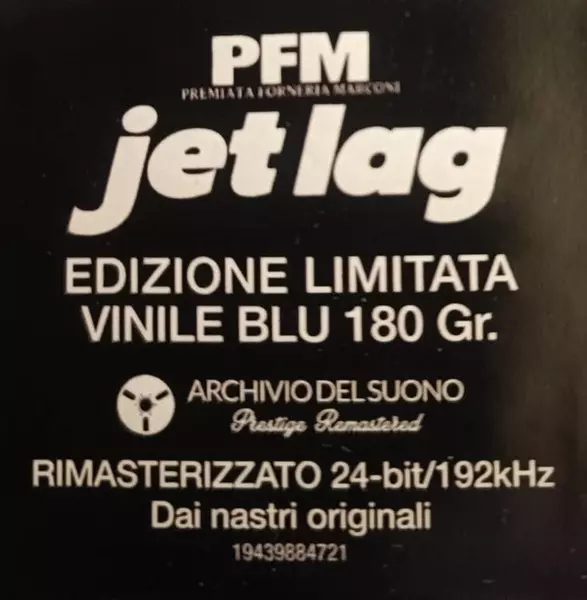 PFM
PREMIATA FORNERIA MARCONI
jet lag
EDIZIONE LIMITATA
VINILE BLU 180 Gr.
ARCHIVIO DEL SUONO
Prestige Remastered
RIMASTERIZZATO 24-bit/192kHz
Dai nastri originali
19439884721